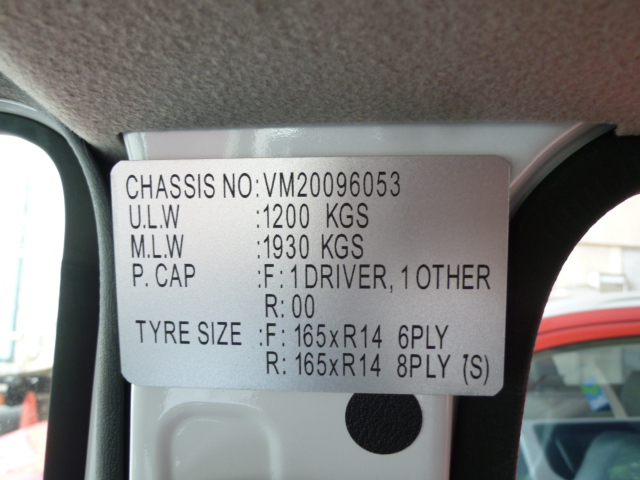 CHASSIS NO:VM20096053
U.L.W :1200 KGS
M.L.W :1930 KGS
P. CAP :F: 1 DRIVER, 1 OTHER
R: 00
TYRE SIZE :F: 165xR14 6PLY
R: 165xR14 8PLY (S)